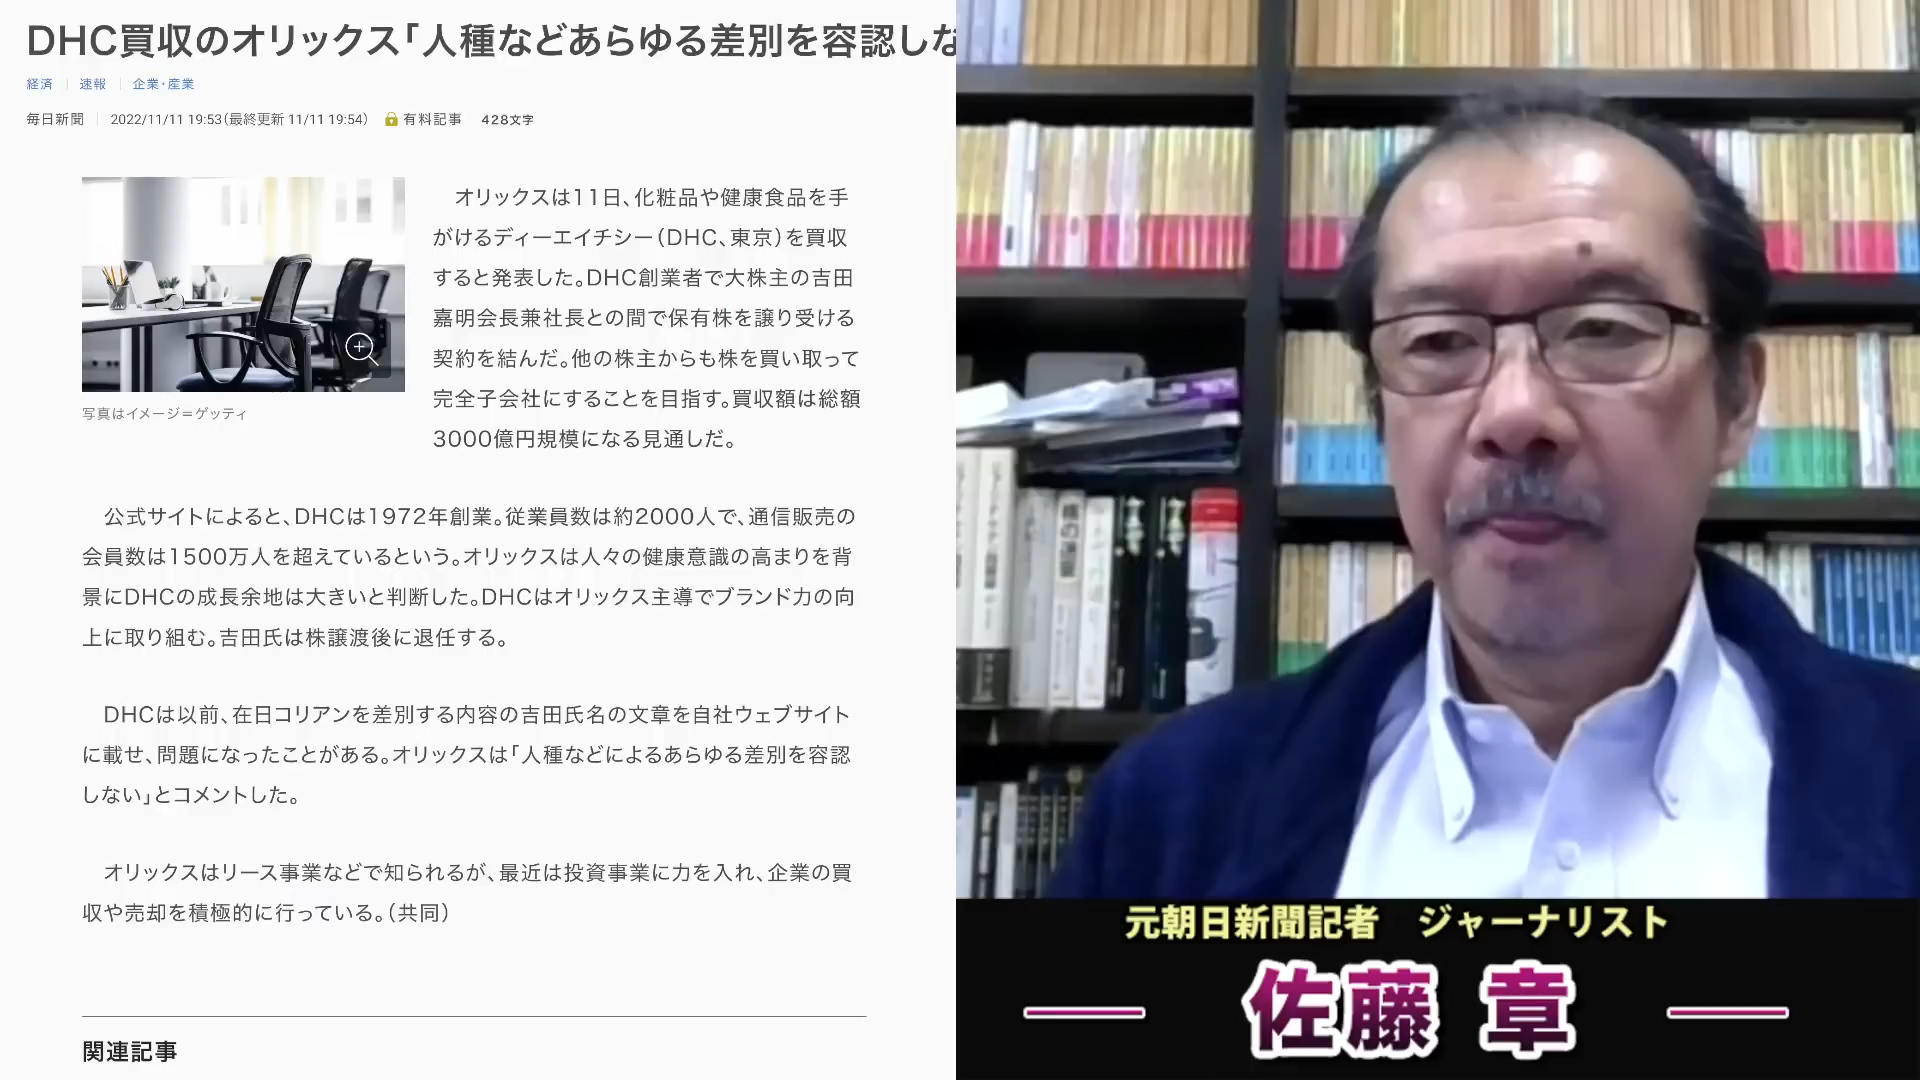 DHC買収のオリックス「人種などあらゆる差別を容認しな
経済 速報 企業・産業
毎日新聞 2022/11/11 19:53(最終更新 11/11 19:54) 有料記事 428文字
オリックスは11日、化粧品や健康食品を手
がけるディーエイチシー(DHC、東京)を買収
すると発表した。DHC創業者で大株主の吉田
嘉明会長兼社長との間で保有株を譲り受ける
契約を結んだ。他の株主からも株を買い取って
完全子会社にすることを目指す。買収額は総額
3000億円規模になる見通しだ。
写真はイメージ=ゲッティ
公式サイトによると、DHCは1972年創業。従業員数は約2000人で、通信販売の
会員数は1500万人を超えているという。オリックスは人々の健康意識の高まりを背
景にDHCの成長余地は大きいと判断した。DHCはオリックス主導でブランド力の向
上に取り組む。吉田氏は株譲渡後に退任する。
DHCは以前、在日コリアンを差別する内容の吉田氏名の文章を自社ウェブサイト
に載せ、問題になったことがある。オリックスは「人種などによるあらゆる差別を容認
しない」とコメントした。
オリックスはリース事業などで知られるが、最近は投資事業に力を入れ、企業の買
収や売却を積極的に行っている。(共同)
関連記事
元朝日新聞記者 ジャーナリスト
佐藤 章